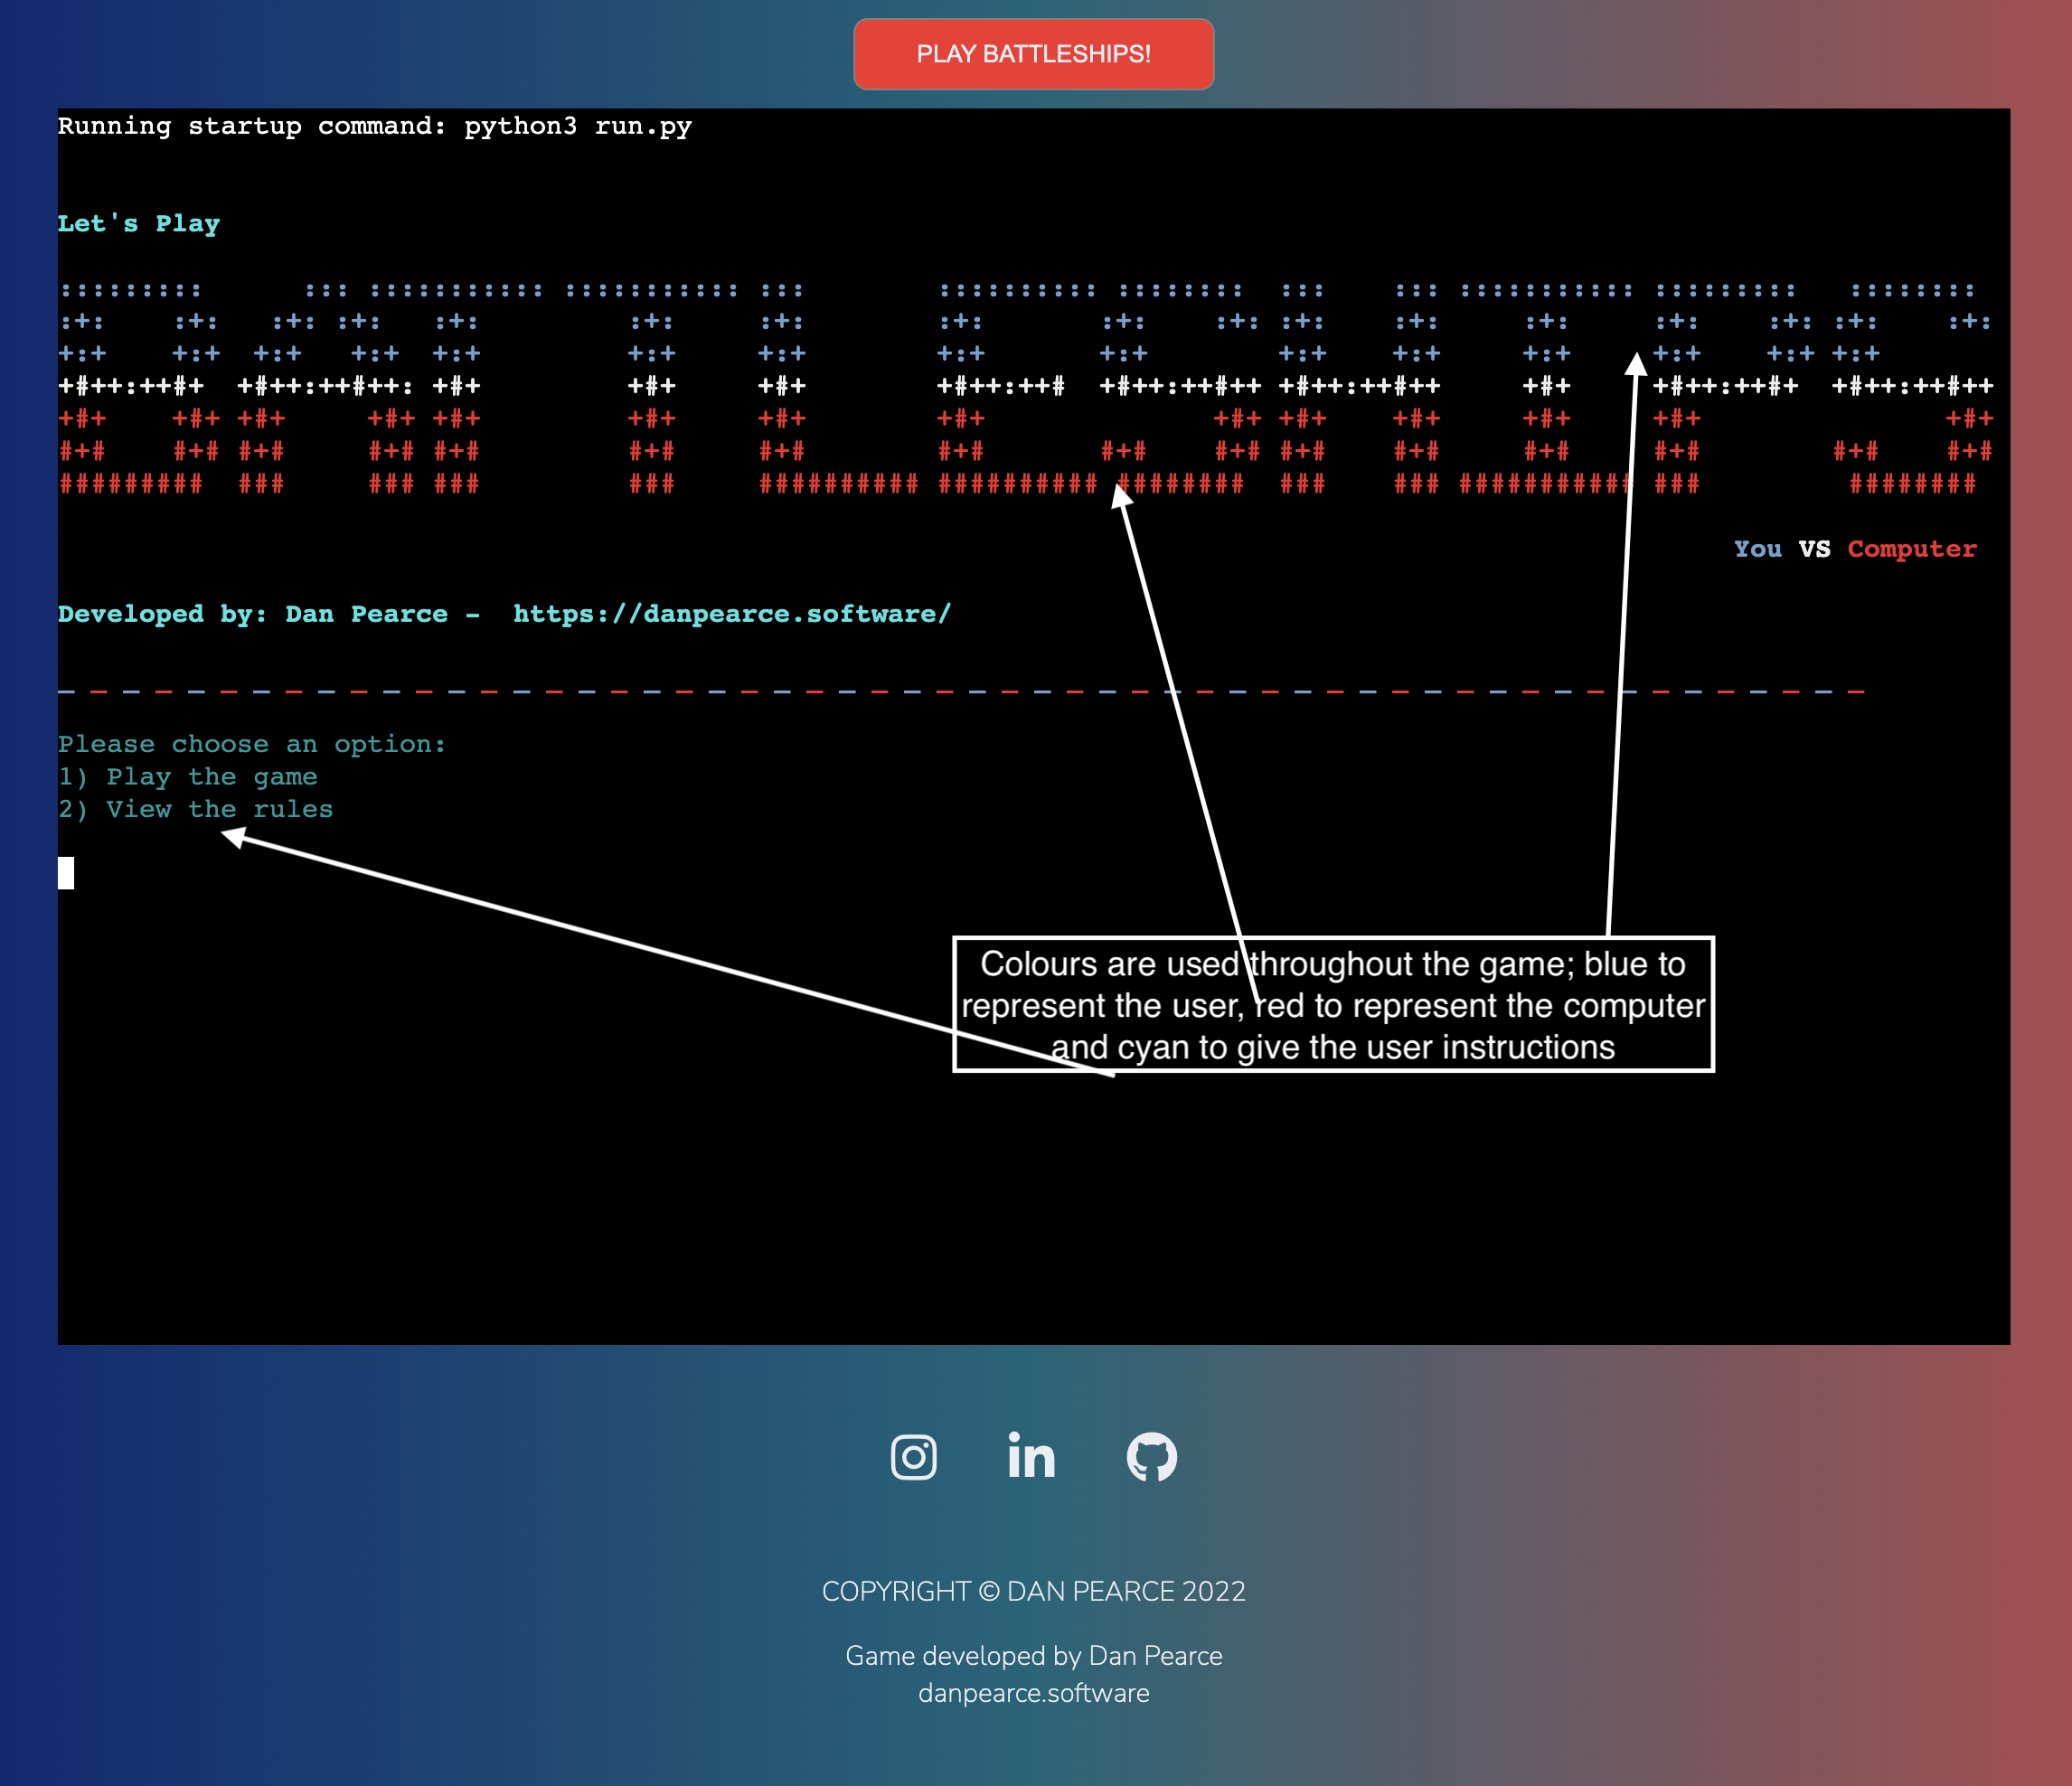 PLAY BATTLESHIPS!
Running startup command: python3 run.py
Let's Play
BATTLESHIPS
You VS Computer
Developed by: Dan Pearce -  https://danpearce.software/
Please choose an option:
1) Play the game
2) View the rules
Colours are used throughout the game; blue to
represent the user, red to represent the computer
and cyan to give the user instructions
in
COPYRIGHT © DAN PEARCE 2022
Game developed by Dan Pearce
danpearce.software